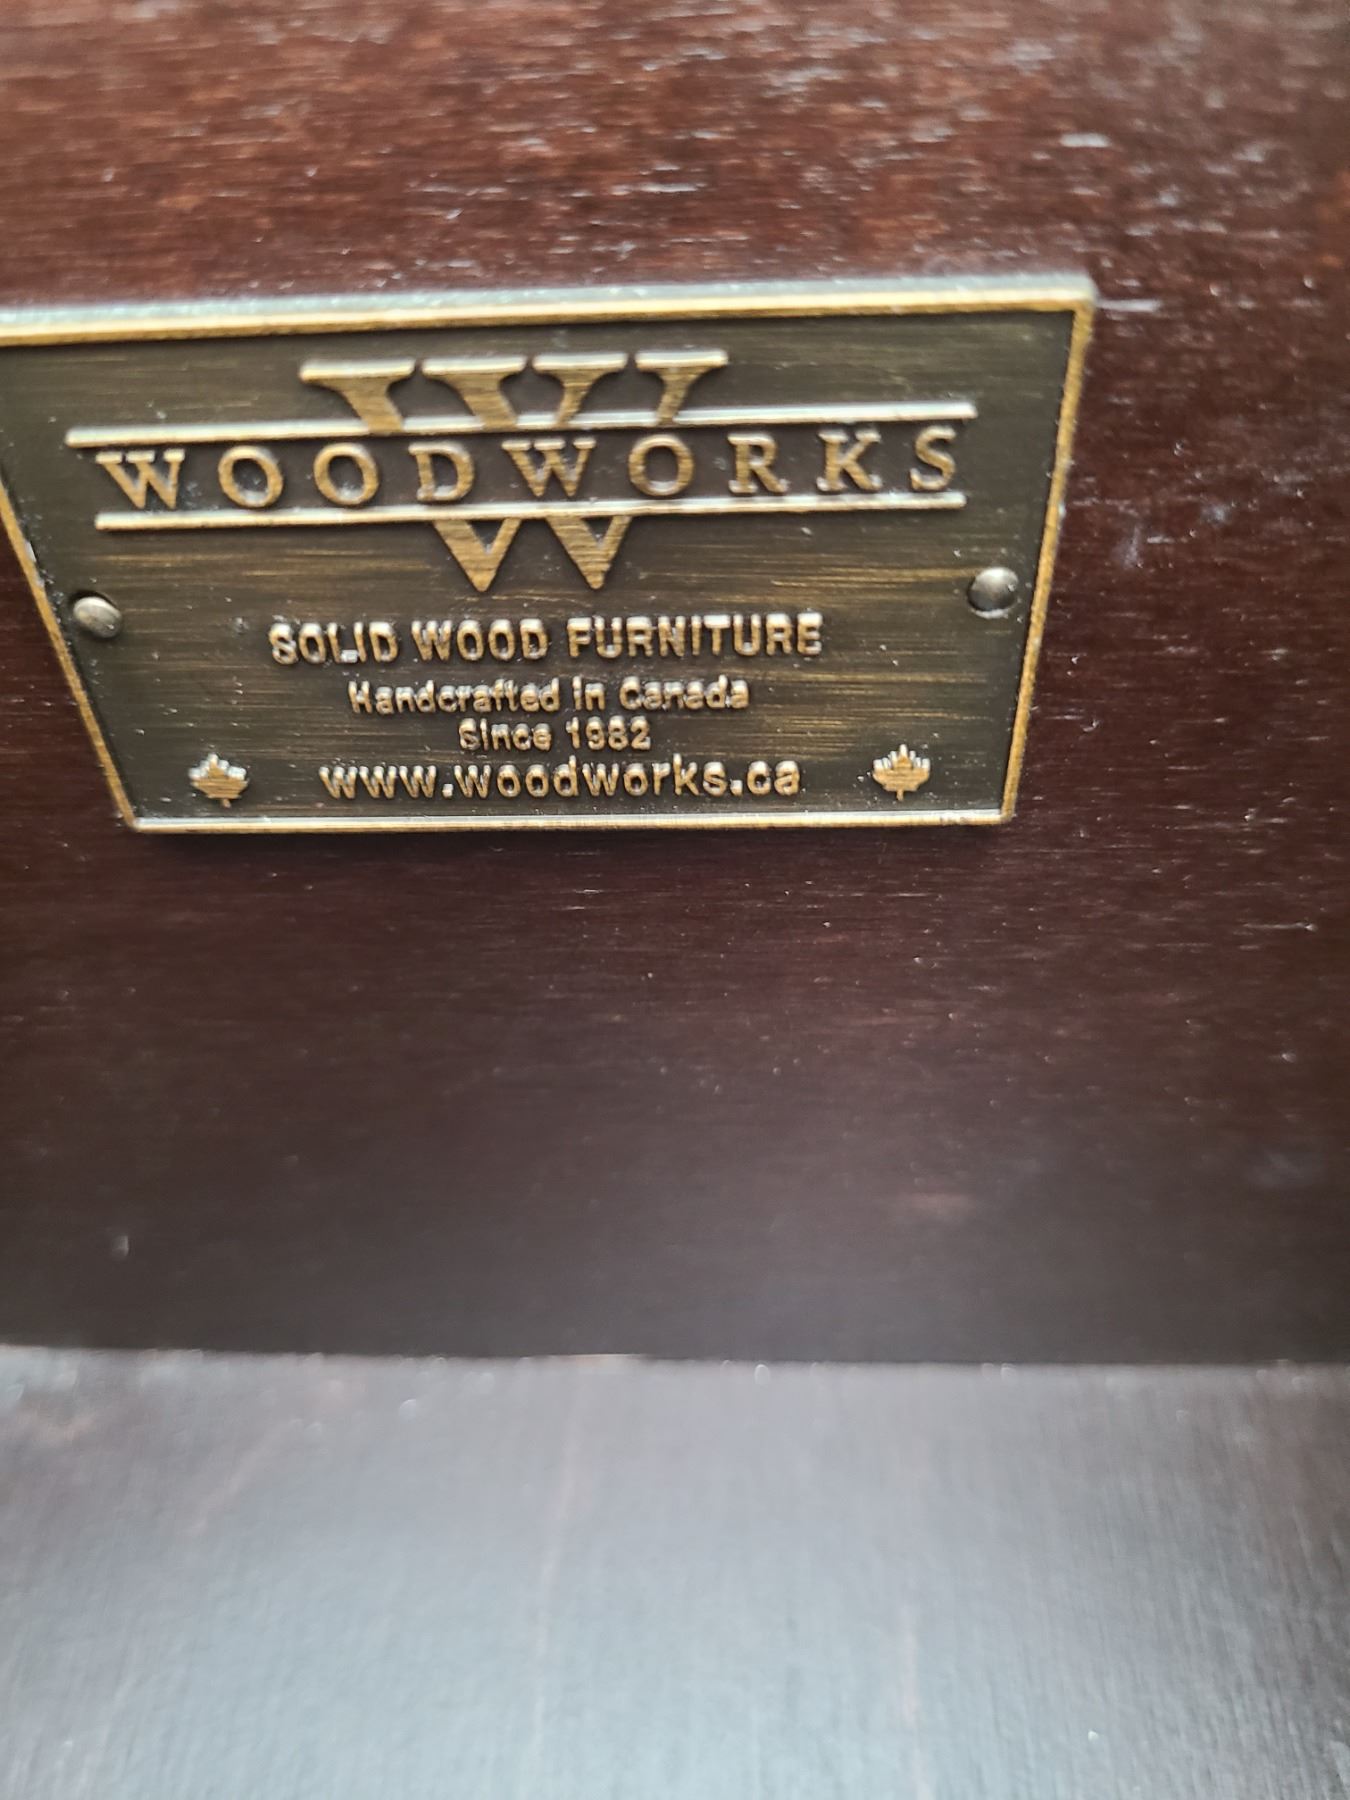 W
WOODWORKS
SOLID WOOD FURNITURE
Handcrafted in Canada
Since 1982
www.woodworks.ca